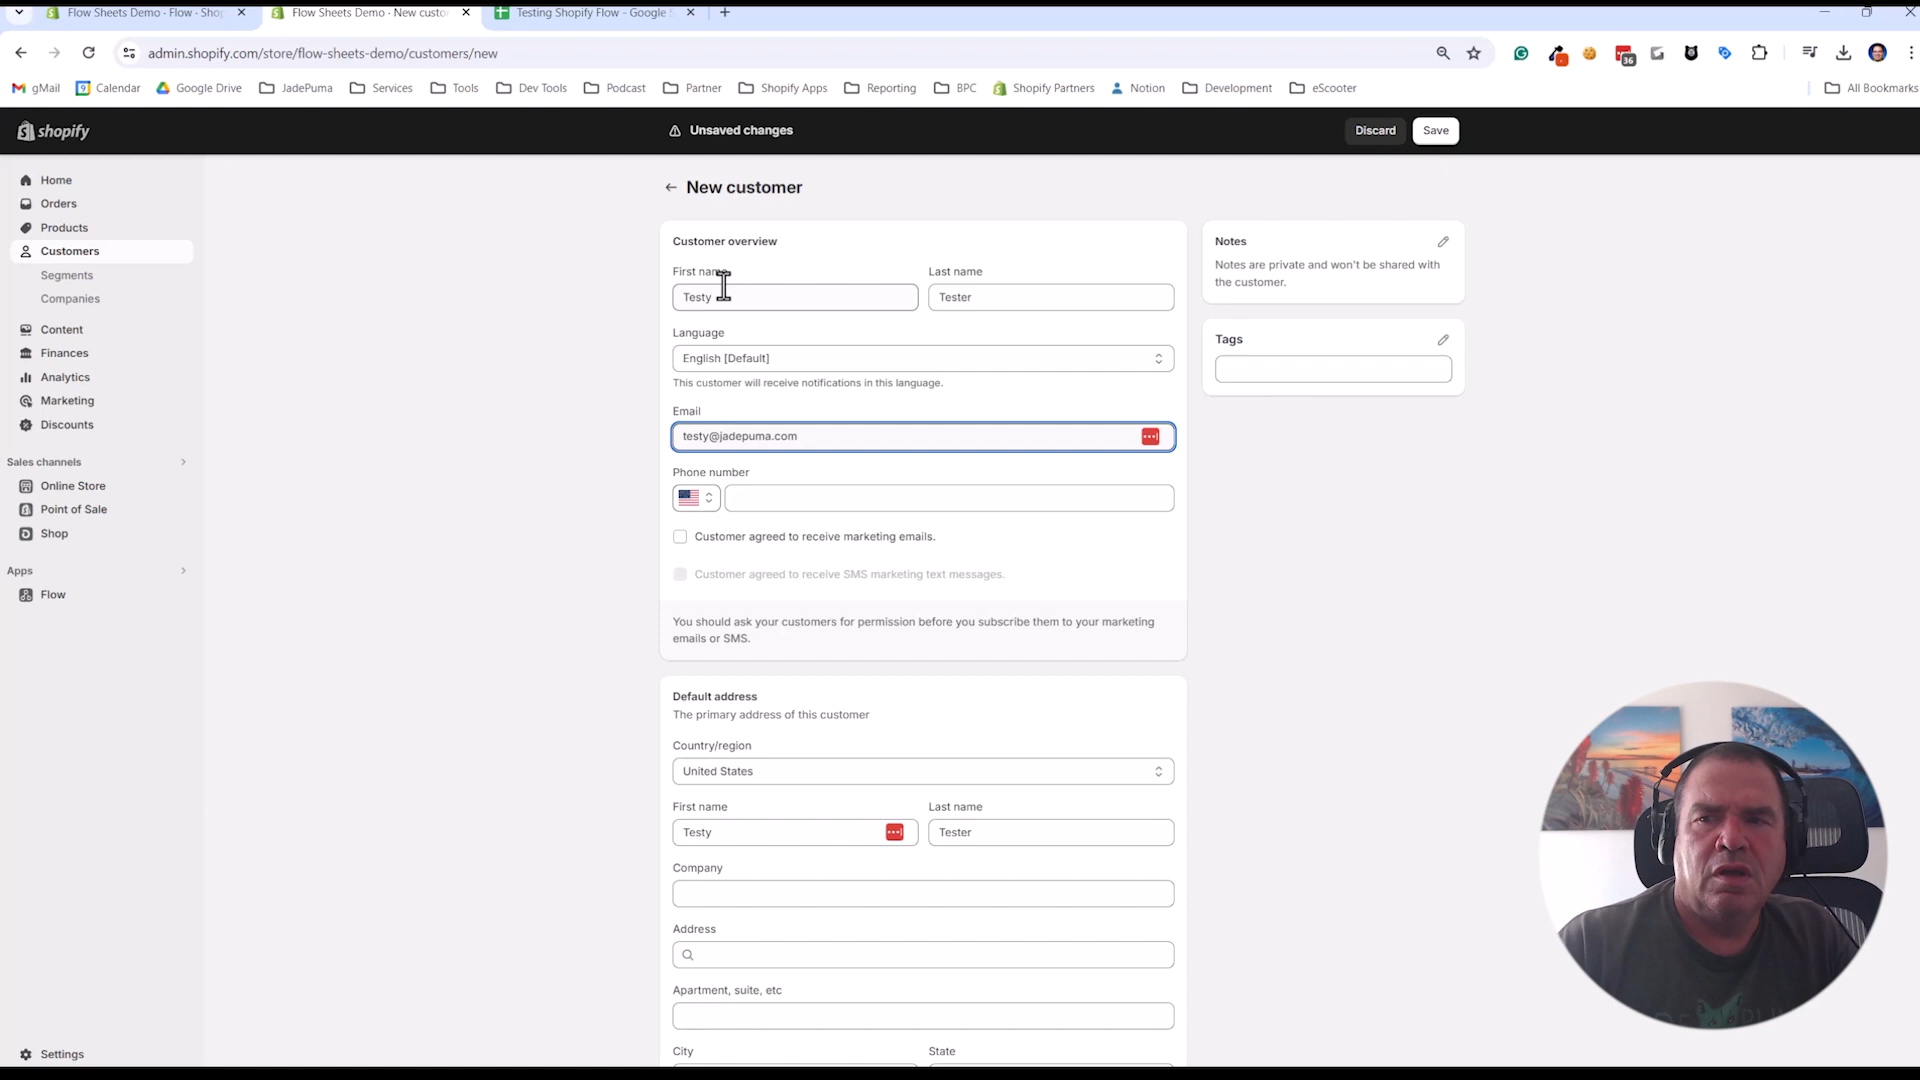 Flow Sheets Demo · Flow · Shop
Flow Sheets Demo · New custo
Testing Shopify Flow - Google S
admin.shopify.com/store/flow-sheets-demo/customers/new
36
gMail
Calendar
Google Drive
JadePuma
Services
Tools
Dev Tools
Podcast
Partner
Shopify Apps
Reporting
BPC
Shopify Partners
Notion
Development
eScooter
All Bookmarks
shopify
Unsaved changes
Discard
Save
Home
Orders
Products
Customers
Segments
Companies
Content
Finances
Analytics
Marketing
Discounts
Sales channels
Online Store
Point of Sale
Shop
Apps
Flow
Settings
New customer
Customer overview
First name
Last name
Testy
Tester
Language
English [Default]
This customer will receive notifications in this language.
Email
testy@jadepuma.com
Phone number
Customer agreed to receive marketing emails.
Customer agreed to receive SMS marketing text messages.
You should ask your customers for permission before you subscribe them to your marketing
emails or SMS.
Default address
The primary address of this customer
Country/region
United States
First name
Last name
Testy
Tester
Company
Address
Apartment, suite, etc
City
State
Notes
Notes are private and won't be shared with
the customer.
Tags